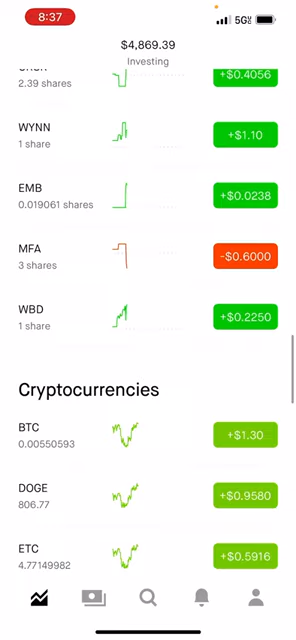 8:37
5G
$4,869.39
Investing
2.39 shares
+$0.4056
WYNN
1 share
+$1.10
EMB
0.019061 shares
+$0.0238
MFA
3 shares
-$0.6000
WBD
1 share
+$0.2250
Cryptocurrencies
BTC
0.00550593
+$1.30
DOGE
806.77
+$0.9580
ETC
4.77149982
+$0.5916